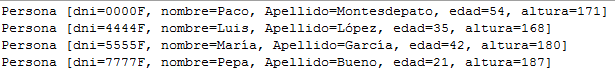 Persona [dni=0000F, nombre=Paco, Apellido=Montesdepato, edad=54, altura=171]
Persona [dni=4444F, nombre=Luis, Apellido=López, edad=35, altura=168]
Persona [dni=5555F, nombre=María, Apellido=García, edad=42, altura=180]
Persona [dni=7777F, nombre=Pepa, Apellido=Bueno, edad=21, altura=187]